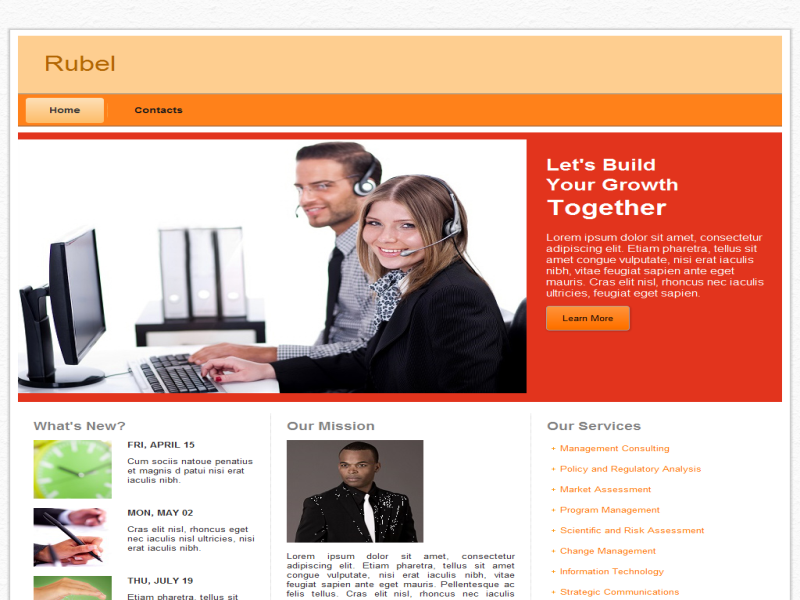 Rubel
Home
Contacts
Let's Build
Your Growth
Together
Lorem ipsum dolor sit amet, consectetur
adipiscing elit. Etiam pharetra, tellus sit
amet congue vulputate, nisi erat iaculis
nibh, vitae feugiat sapien ante eget
mauris. Cras elit nisl, rhoncus nec iaculis
ultricies, feugiat eget sapien.
Learn More
What's New?
FRI, APRIL 15
Cum sociis natoue penatius
et magnis d patui nisi erat
iaculis nibh.
MON, MAY 02
Cras elit nisl, rhoncus eget
nec iaculis nisl ultricies, nisi
erat iaculis nibh.
THU, JULY 19
Etiam pharetra, tellus sit
Our Mission
Lorem ipsum dolor sit amet, consectetur
adipiscing elit. Etiam pharetra, tellus sit amet
congue vulputate, nisi erat iaculis nibh, vitae
feugiat sapien ante eget mauris. Pellentesque ac
felis tellus. Cras elit nisl, rhoncus nec iaculis
Our Services
+ Management Consulting
+ Policy and Regulatory Analysis
+ Market Assessment
+ Program Management
+ Scientific and Risk Assessment
+ Change Management
+ Information Technology
+ Strategic Communications